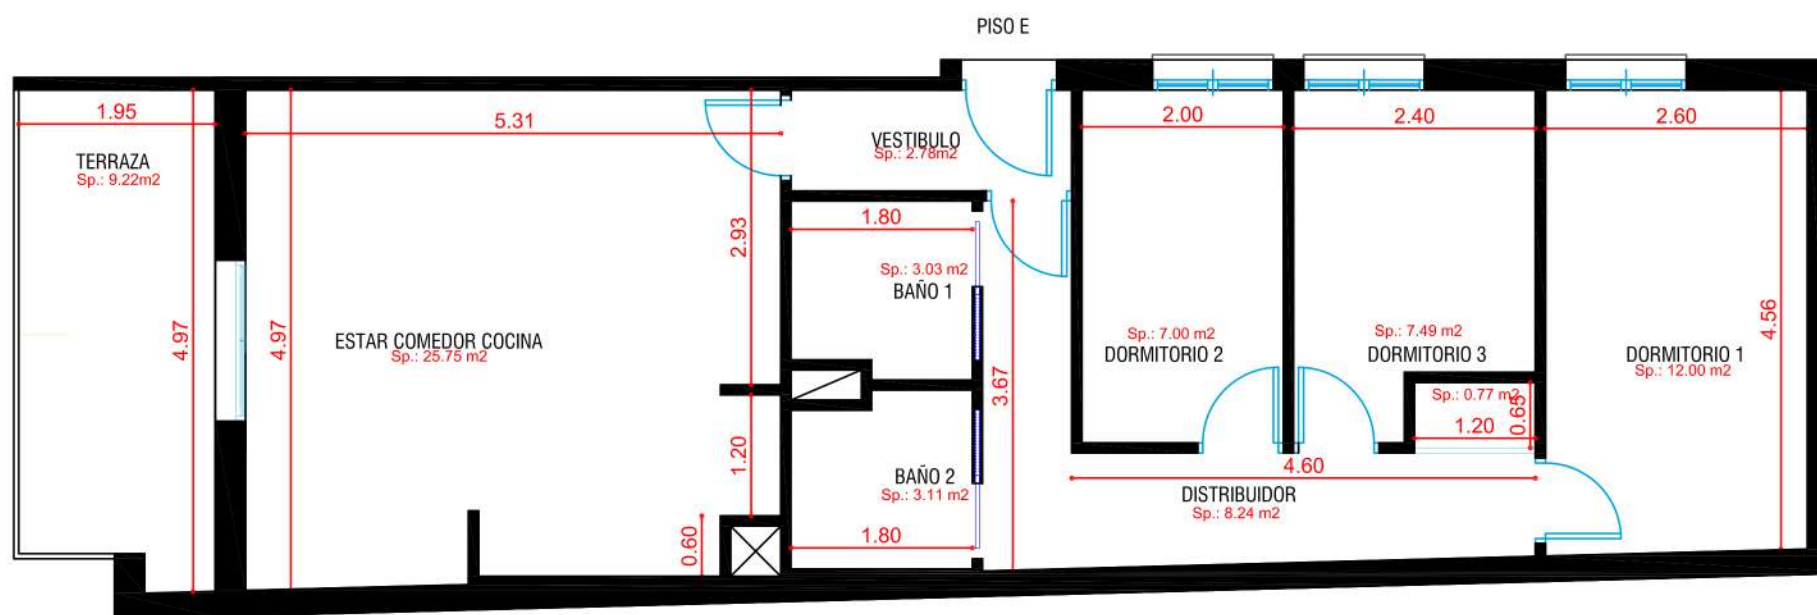 PISO E
1.95
5.31
2.00
2.40
2.60
TERRAZA
Sp.: 9.22m2
VESTIBULO
Sp.: 2.78m2
1.80
2.93
Sp.: 3.03 m2
BAÑO 1
4.97
4.97
ESTAR COMEDOR COCINA
Sp.: 25.75 m2
3.67
Sp.: 7.00 m2
DORMITORIO 2
Sp.: 7.49 m2
DORMITORIO 3
4.56
DORMITORIO 1
Sp.: 12.00 m2
Sp.: 0.77 m2
0.65
1.20
1.20
4.60
BAÑO 2
Sp.: 3.11 m2
DISTRIBUIDOR
Sp.: 8.24 m2
0.60
1.80